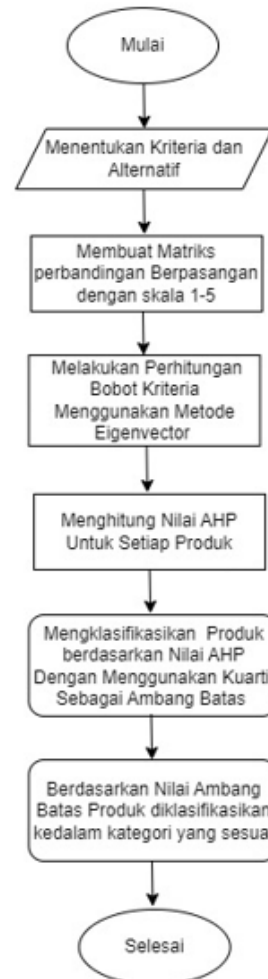 Mulai
Menentukan Kriteria dan
Alternatif
Membuat Matriks
perbandingan Berpasangan
dengan skala 1-5
Melakukan Perhitungan
Bobot Kriteria
Menggunakan Metode
Eigenvector
Menghitung Nilai AHP
Untuk Setiap Produk
Mengklasifikasikan Produk
berdasarkan Nilai AHP
Dengan Menggunakan Kuarti
Sebagai Ambang Batas
Berdasarkan Nilai Ambang
Batas Produk diklasifikasikan
kedalam kategori yang sesua
Selesai